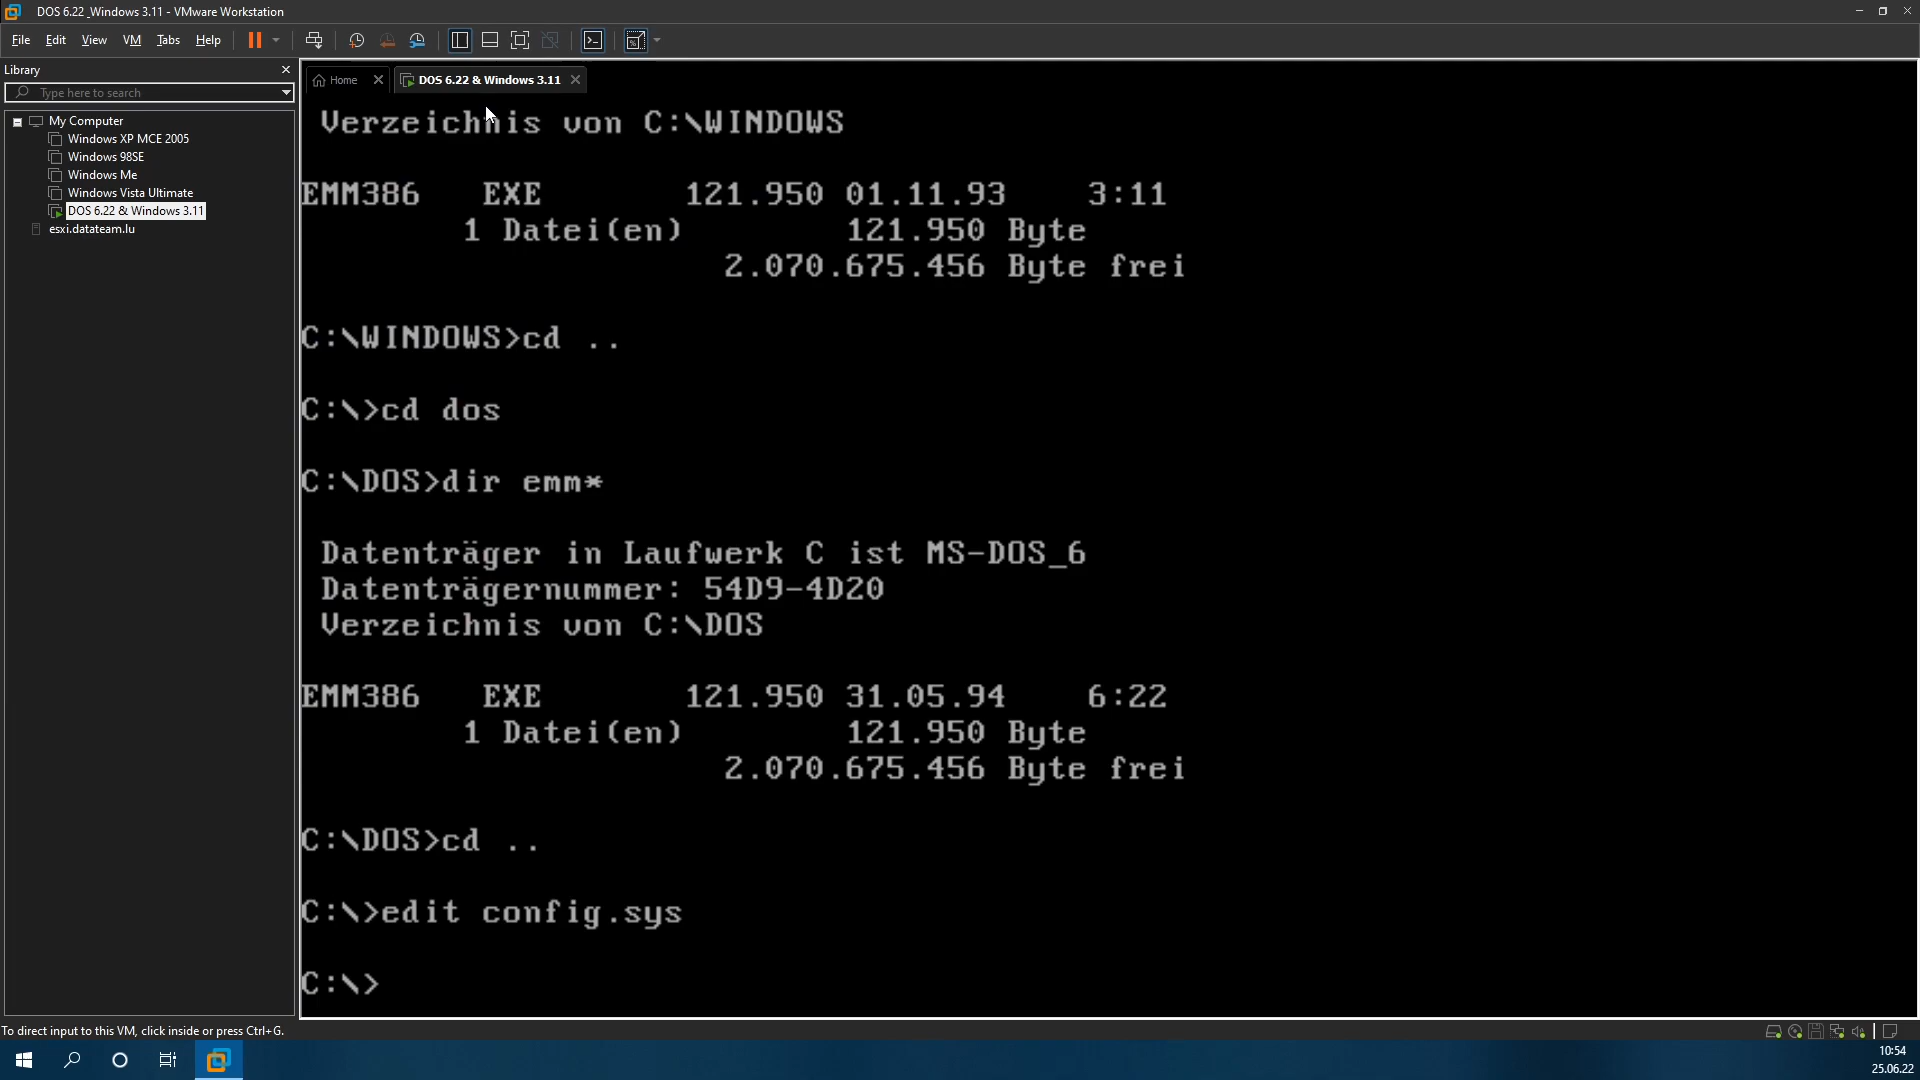 DOS 6.22 _Windows 3.11 - VMware Workstation
File Edit View VM Tabs Help
Library
Type here to search
My Computer
Windows XP MCE 2005
Windows 98SE
Windows Me
Windows Vista Ultimate
DOS 6.22 & Windows 3.11
esxi.datateam.lu
Home DOS 6.22 & Windows 3.11
Verzeichnis von C:\WINDOWS
EMM386 EXE 121.950 01.11.93 3:11
1 Datei(en) 121.950 Byte
2.070.675.456 Byte frei
C:\WINDOWS>cd ..
C:\>cd dos
C:\DOS>dir emm*
Datenträger in Laufwerk C ist MS-DOS_6
Datenträgernummer: 54D9-4D20
Verzeichnis von C:\DOS
EMM386 EXE 121.950 31.05.94 6:22
1 Datei(en) 121.950 Byte
2.070.675.456 Byte frei
C:\DOS>cd ..
C:\>edit config.sys
C:\>
To direct input to this VM, click inside or press Ctrl+G.
10:54
25.06.22